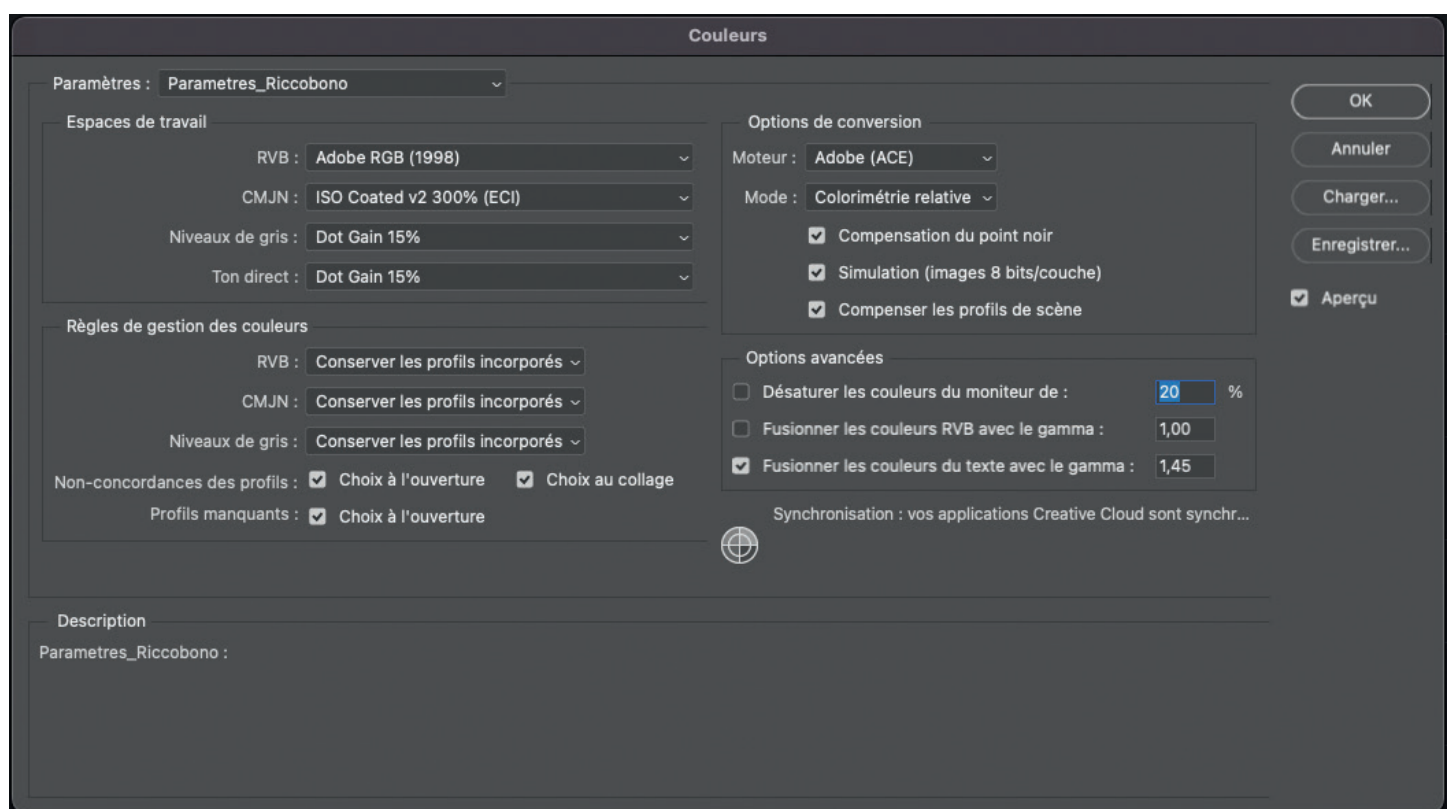 Couleurs
Paramètres : Parametres_Riccobono
Espaces de travail
RVB : Adobe RGB (1998)
CMJN : ISO Coated v2 300% (ECI)
Niveaux de gris : Dot Gain 15%
Ton direct : Dot Gain 15%
Règles de gestion des couleurs
RVB : Conserver les profils incorporés
CMJN : Conserver les profils incorporés
Niveaux de gris : Conserver les profils incorporés
Non-concordances des profils : Choix à l'ouverture Choix au collage
Profils manquants : Choix à l'ouverture
Options de conversion
Moteur : Adobe (ACE)
Mode : Colorimétrie relative
Compensation du point noir
Simulation (images 8 bits/couche)
Compenser les profils de scène
Options avancées
Désaturer les couleurs du moniteur de : 20 %
Fusionner les couleurs RVB avec le gamma : 1,00
Fusionner les couleurs du texte avec le gamma : 1,45
Synchronisation : vos applications Creative Cloud sont synchr...
OK
Annuler
Charger...
Enregistrer...
Aperçu
Description
Parametres_Riccobono :